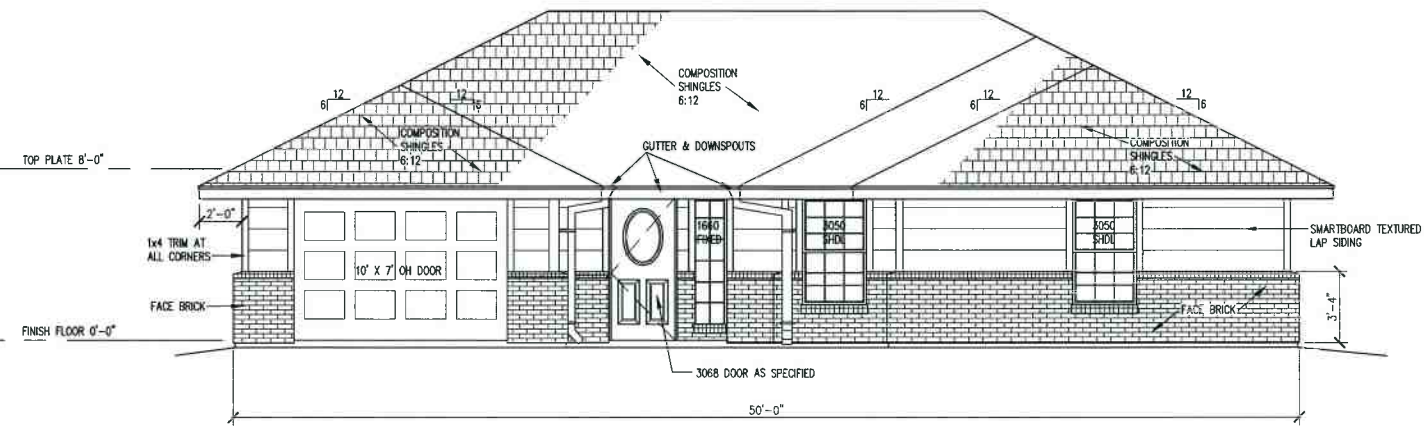 COMPOSITION
SHINGLES
6:12
12
6
12
6
12
6
12
6
12
6
COMPOSITION
SHINGLES
6:12
COMPOSITION
SHINGLES
6:12
GUTTER & DOWNSPOUTS
TOP PLATE 8'-0"
2'-0"
1x4 TRIM AT
ALL CORNERS
10' X 7' OH DOOR
1660
FIXED
3050
SHDL
3050
SHDL
SMARTBOARD TEXTURED
LAP SIDING
FACE BRICK
FACE BRICK
3'-4"
FINISH FLOOR 0'-0"
3068 DOOR AS SPECIFIED
50'-0"